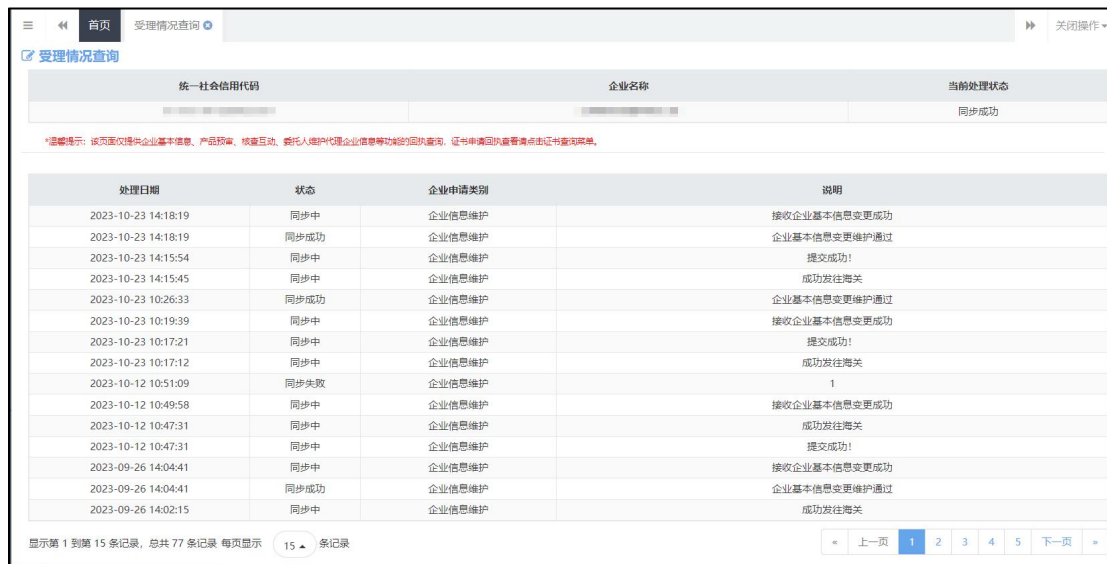 首页 受理情况查询 关闭操作
受理情况查询
统一社会信用代码 企业名称 当前处理状态
同步成功
*温馨提示：该页面仅提供企业基本信息、产品预审、核查互动、委托人维护代理企业信息等功能的回执查询，证书申请回执查看请点击证书查询菜单。
处理日期 状态 企业申请类别 说明
2023-10-23 14:18:19 同步中 企业信息维护 接收企业基本信息变更成功
2023-10-23 14:18:19 同步成功 企业信息维护 企业基本信息变更维护通过
2023-10-23 14:15:54 同步中 企业信息维护 提交成功!
2023-10-23 14:15:45 同步中 企业信息维护 成功发往海关
2023-10-23 10:26:33 同步成功 企业信息维护 企业基本信息变更维护通过
2023-10-23 10:19:39 同步中 企业信息维护 接收企业基本信息变更成功
2023-10-23 10:17:21 同步中 企业信息维护 提交成功!
2023-10-23 10:17:12 同步中 企业信息维护 成功发往海关
2023-10-12 10:51:09 同步失败 企业信息维护 1
2023-10-12 10:49:58 同步中 企业信息维护 接收企业基本信息变更成功
2023-10-12 10:47:31 同步中 企业信息维护 成功发往海关
2023-10-12 10:47:31 同步中 企业信息维护 提交成功!
2023-09-26 14:04:41 同步中 企业信息维护 接收企业基本信息变更成功
2023-09-26 14:04:41 同步成功 企业信息维护 企业基本信息变更维护通过
2023-09-26 14:02:15 同步中 企业信息维护 成功发往海关
显示第 1 到第 15 条记录，总共 77 条记录 每页显示 15 条记录 « 上一页 1 2 3 4 5 下一页 »